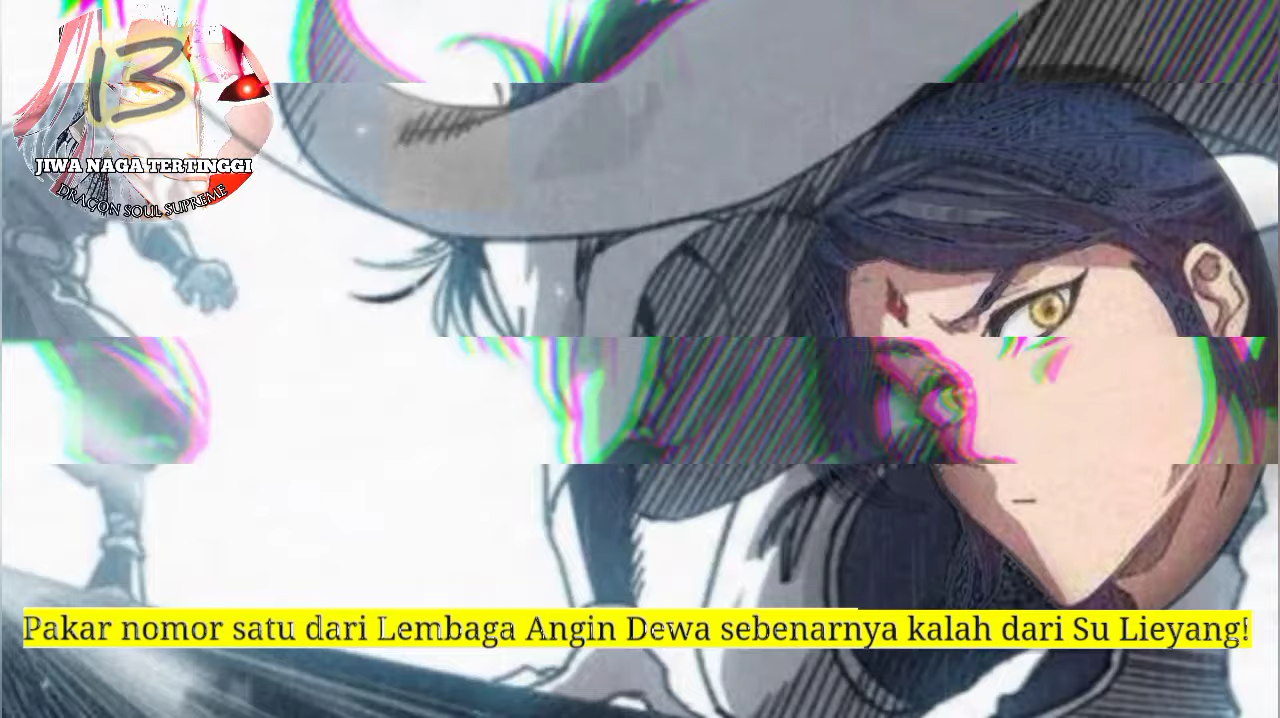 13
JIWA NAGA TERTINGGI
DRAGON SOUL SUPREME
Pakar nomor satu dari Lembaga Angin Dewa sebenarnya kalah dari Su Lieyang!